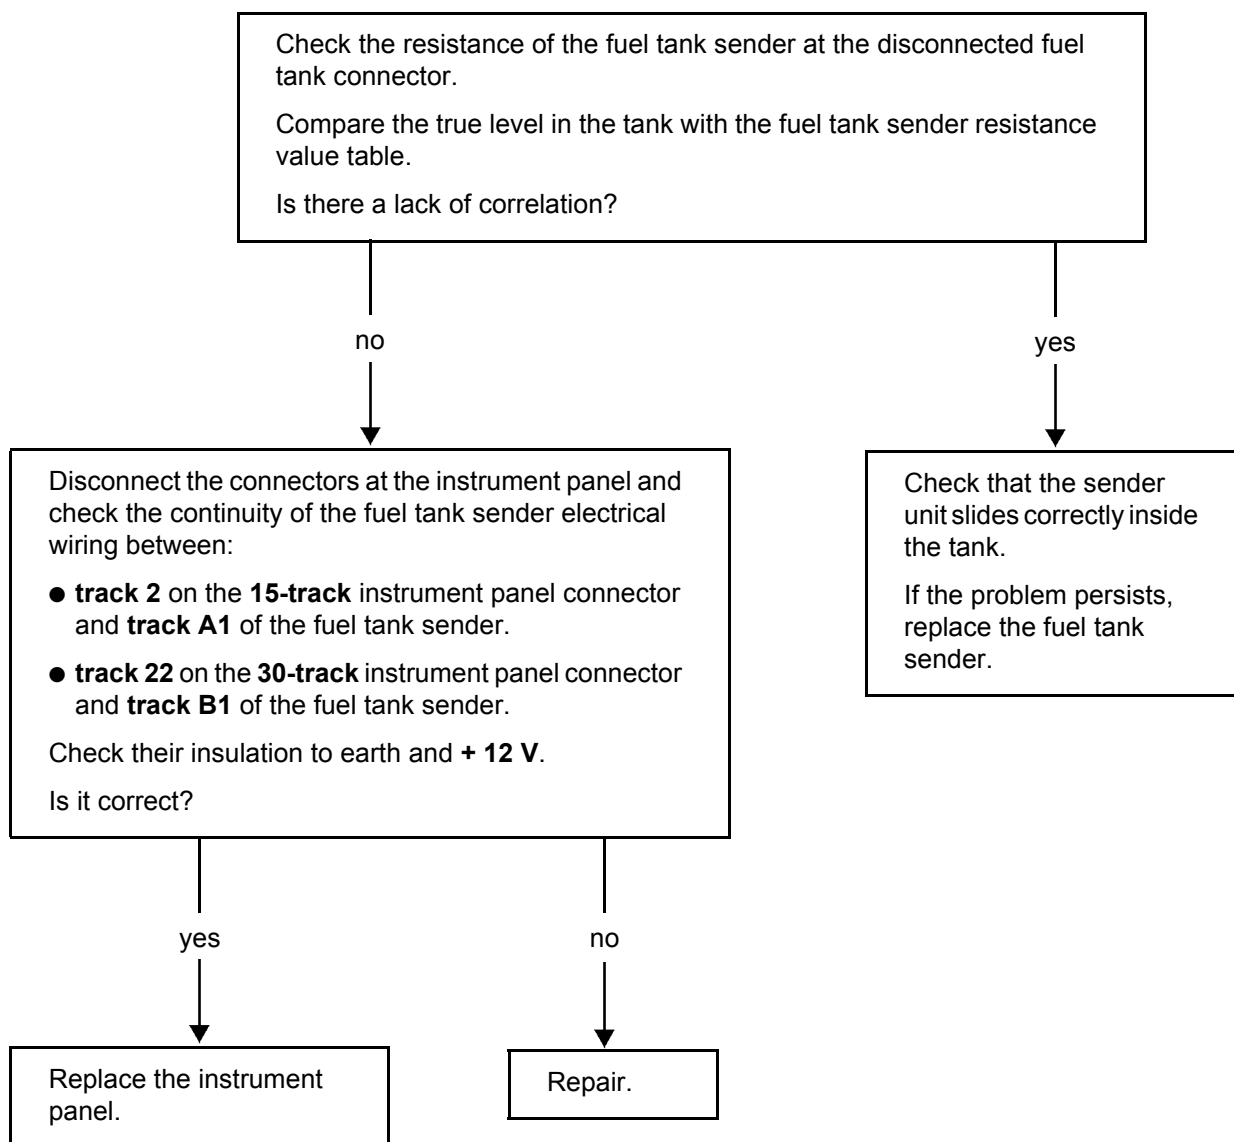 Check the resistance of the fuel tank sender at the disconnected fuel
tank connector.
Compare the true level in the tank with the fuel tank sender resistance
value table.
Is there a lack of correlation?
no
yes
Disconnect the connectors at the instrument panel and
check the continuity of the fuel tank sender electrical
wiring between:
● track 2 on the 15-track instrument panel connector
and track A1 of the fuel tank sender.
● track 22 on the 30-track instrument panel connector
and track B1 of the fuel tank sender.
Check their insulation to earth and + 12 V.
Is it correct?
Check that the sender
unit slides correctly inside
the tank.
If the problem persists,
replace the fuel tank
sender.
yes
no
Replace the instrument
panel.
Repair.